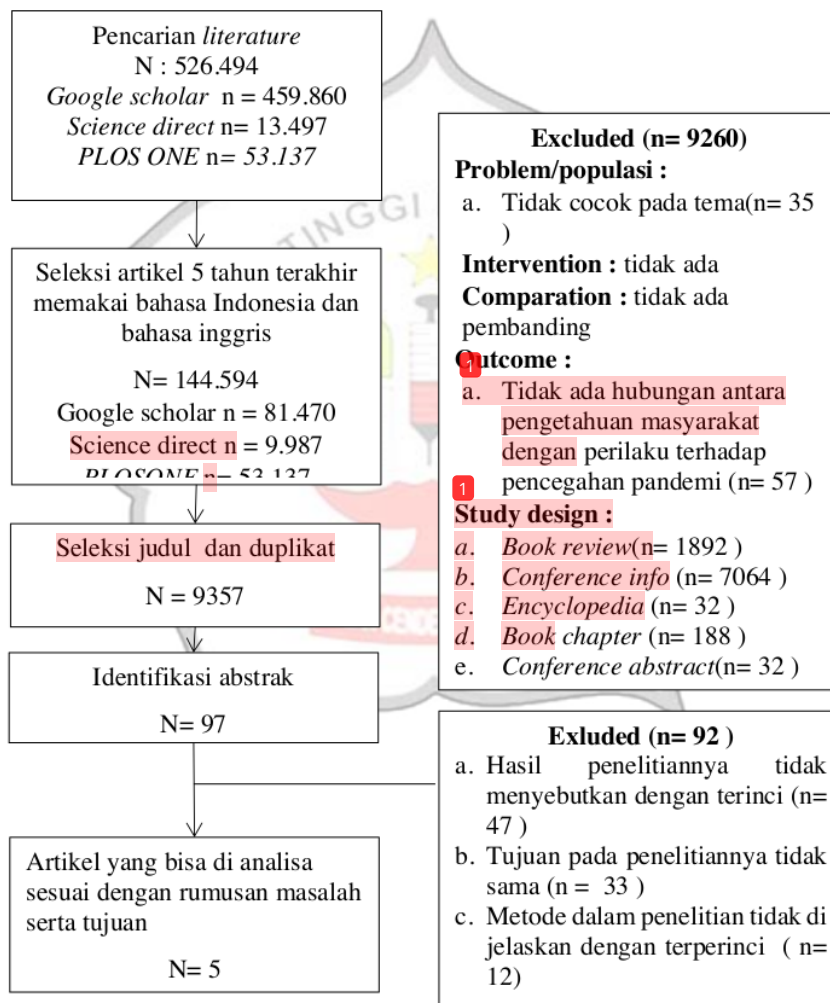 Pencarian literature
N : 526.494
Google scholar n = 459.860
Science direct n= 13.497
PLOS ONE n= 53.137
Seleksi artikel 5 tahun terakhir
memakai bahasa Indonesia dan
bahasa inggris
N= 144.594
Google scholar n = 81.470
Science direct n = 9.987
PLOSONE n= 53.137
Seleksi judul dan duplikat
N = 9357
Identifikasi abstrak
N= 97
Artikel yang bisa di analisa
sesuai dengan rumusan masalah
serta tujuan
N= 5
Excluded (n= 9260)
Problem/populasi :
a. Tidak cocok pada tema(n= 35
)
Intervention : tidak ada
Comparation : tidak ada
pembanding
Outcome :
1
a. Tidak ada hubungan antara
pengetahuan masyarakat
dengan perilaku terhadap
1
pencegahan pandemi (n= 57 )
Study design :
a. Book review(n= 1892 )
b. Conference info (n= 7064 )
c. Encyclopedia (n= 32 )
d. Book chapter (n= 188 )
e. Conference abstract(n= 32 )
Exluded (n= 92 )
a. Hasil penelitiannya tidak
menyebutkan dengan terinci (n=
47 )
b. Tujuan pada penelitiannya tidak
sama (n = 33 )
c. Metode dalam penelitian tidak di
jelaskan dengan terperinci ( n=
12)
TINGGI